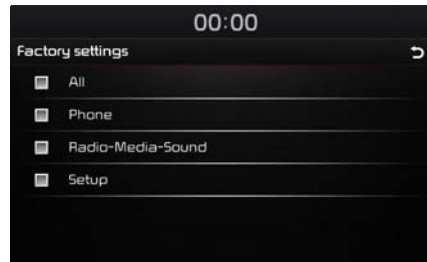 00:00
Factory settings
All
Phone
Radio-Media-Sound
Setup